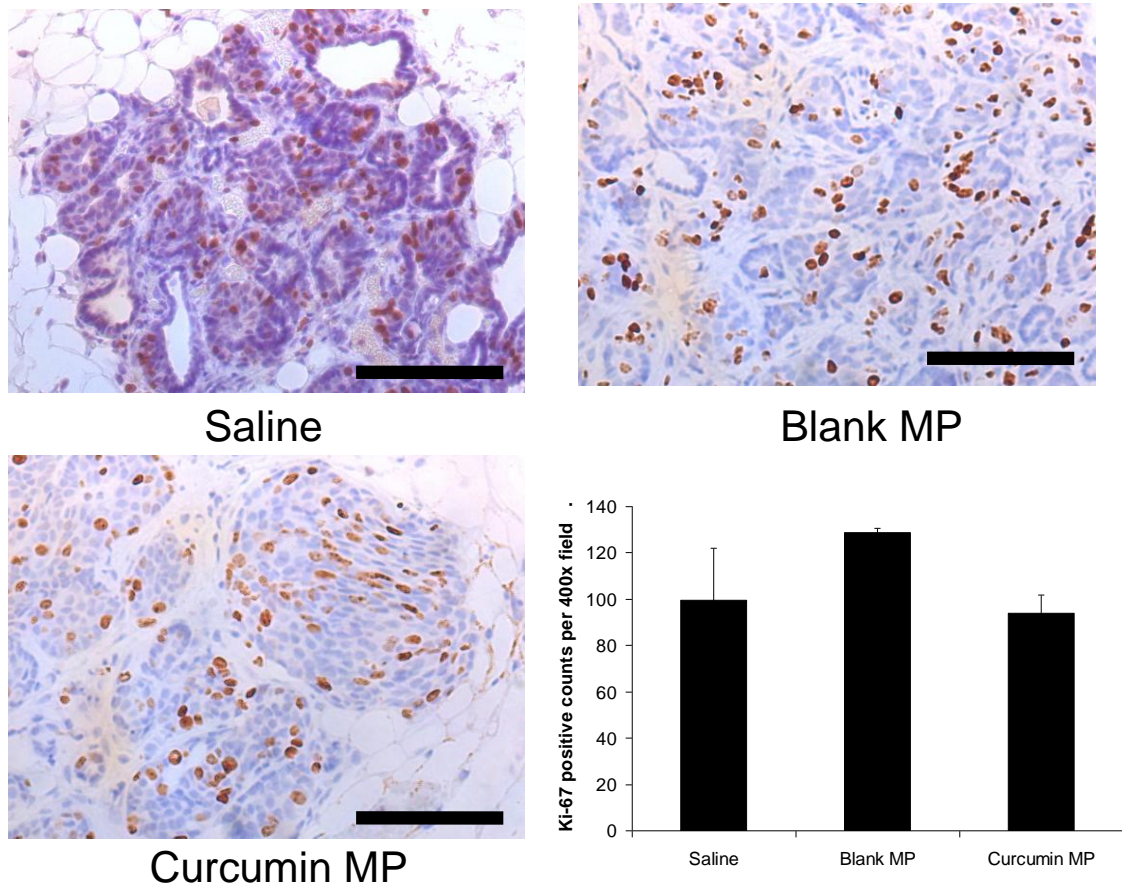 Saline
Blank MP
Curcumin MP
Ki-67 positive counts per 400x field .
140
120
100
80
60
40
20
0
Saline
Blank MP
Curcumin MP